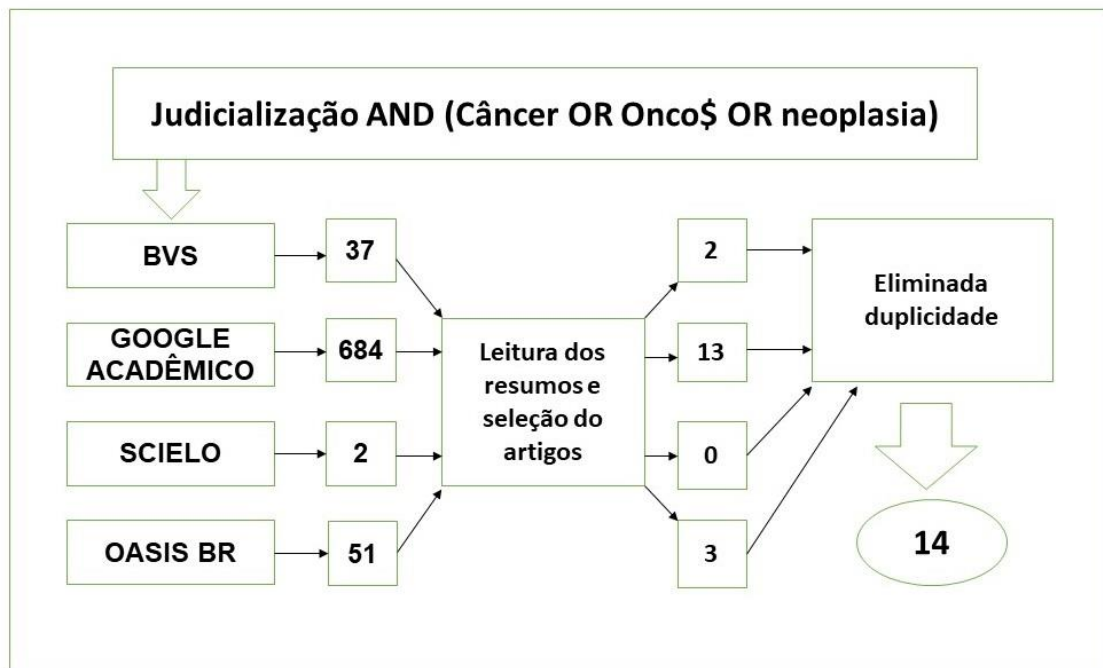 Judicialização AND (Câncer OR Onco$ OR neoplasia)
BVS
37
2
Eliminada
duplicidade
GOOGLE
ACADÊMICO
684
Leitura dos
resumos e
seleção do
artigos
13
SCIELO
2
0
OASIS BR
51
3
14